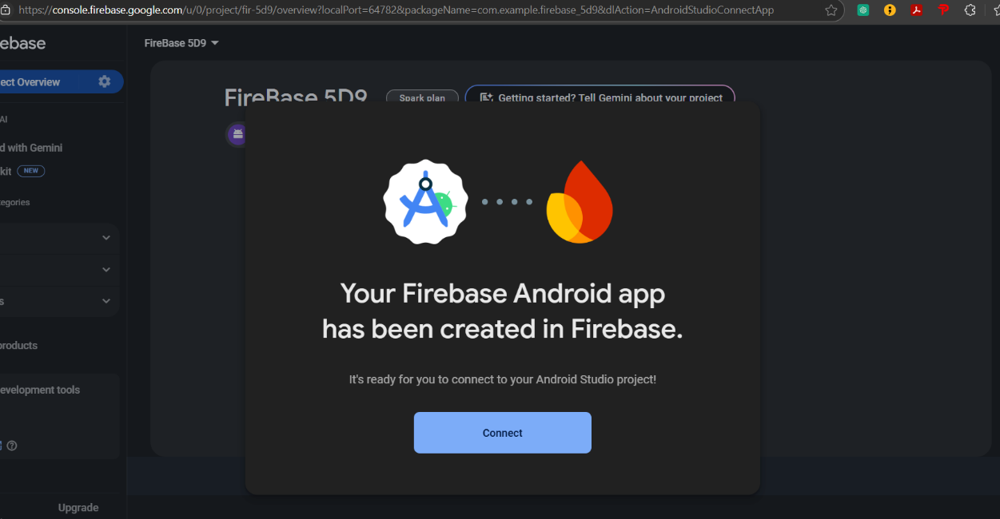 https://console.firebase.google.com/u/0/project/fir-5d9/overview?localPort=64782&packageName=com.example.firebase_5d9&dlAction=AndroidStudioConnectApp
ebase
FireBase 5D9
ect Overview
FireBase 5D9
Spark plan
Getting started? Tell Gemini about your project
AI
d with Gemini
kit NEW
egories
s
Your Firebase Android app
has been created in Firebase.
roducts
It's ready for you to connect to your Android Studio project!
evelopment tools
Connect
Upgrade